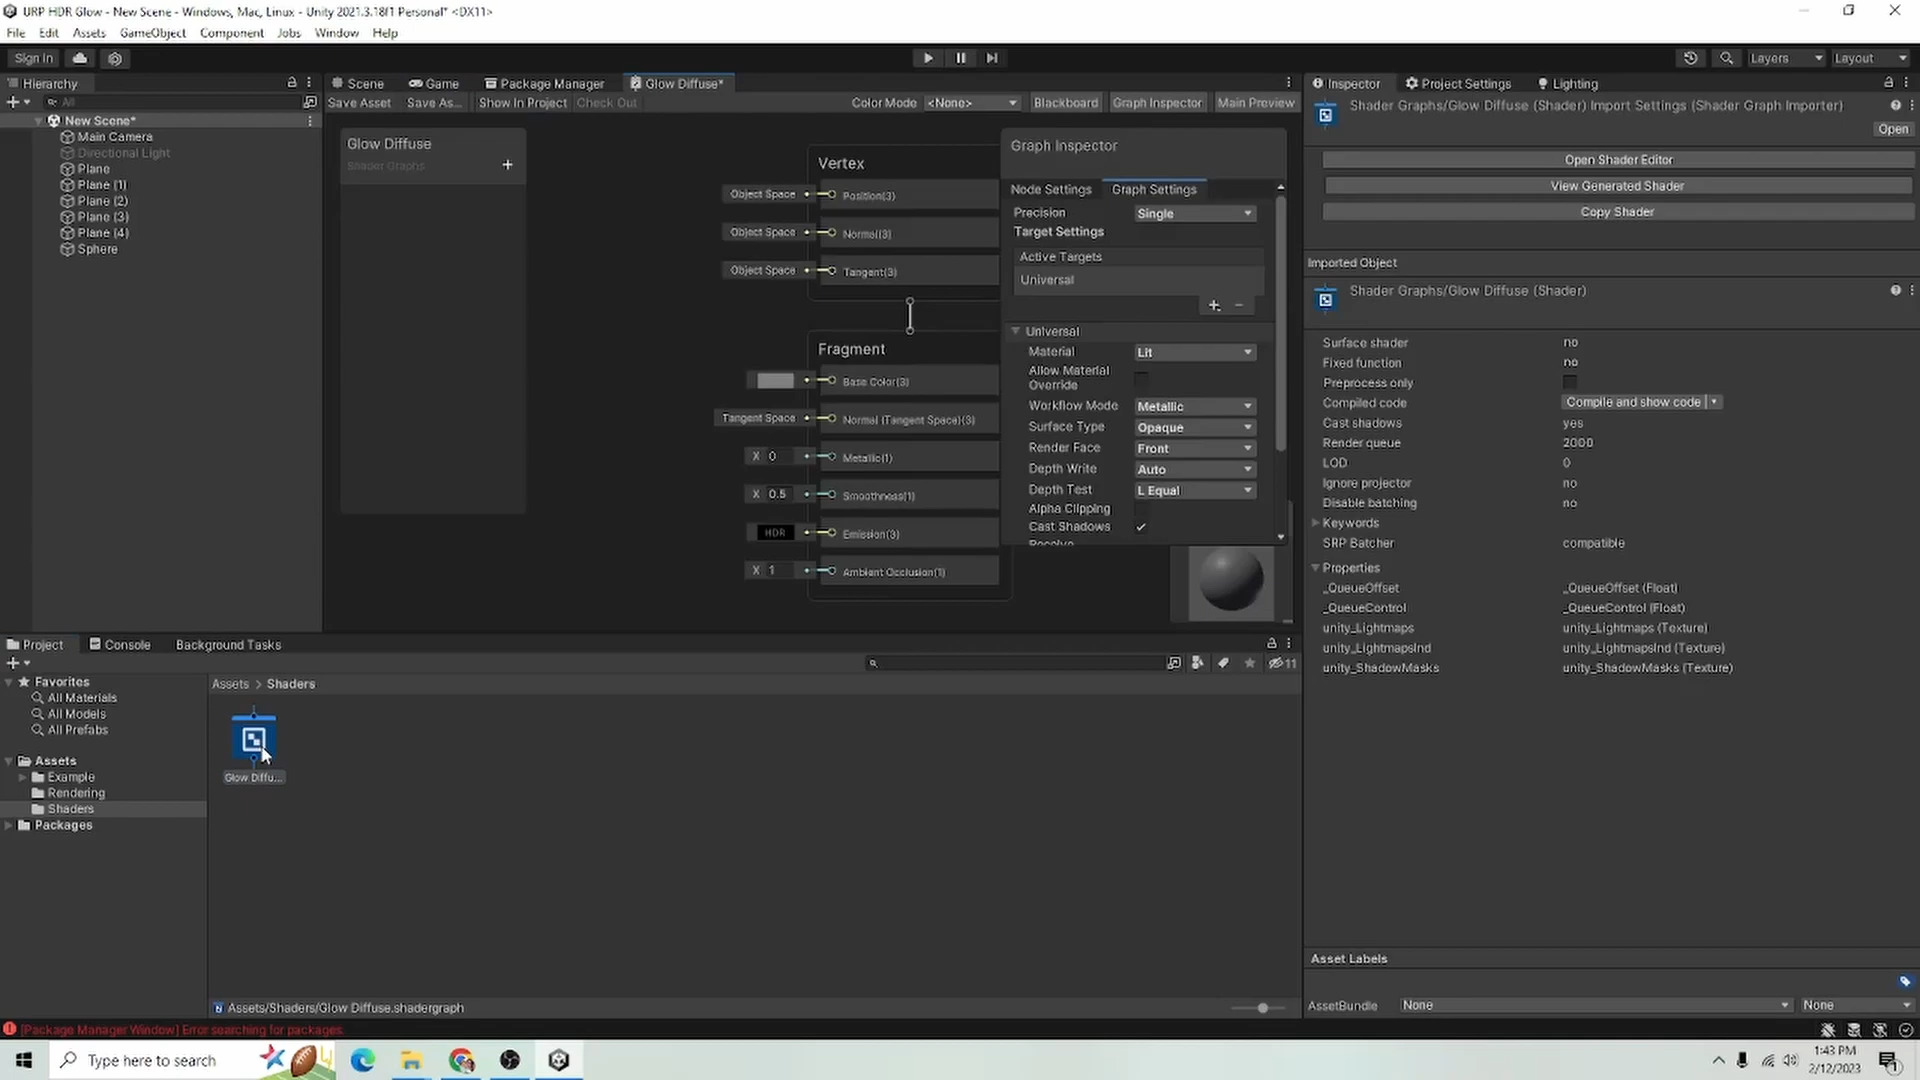 URP HDR Glow - New Scene - Windows, Mac, Linux - Unity 2021.3.18f1 Personal* <DX11>
File Edit Assets GameObject Component Jobs Window Help
Sign In Layers Layout
Hierarchy Scene Game Package Manager Glow Diffuse* Inspector Project Settings Lighting
All Save Asset Save As... Show In Project Check Out Color Mode <None> Blackboard Graph Inspector Main Preview
Shader Graphs/Glow Diffuse (Shader) Import Settings (Shader Graph Importer)
Open
New Scene*
Main Camera
Directional Light
Plane
Plane (1)
Plane (2)
Plane (3)
Plane (4)
Sphere
Glow Diffuse
Shader Graphs
Vertex
Object Space Position(3)
Object Space Normal(3)
Object Space Tangent(3)
Fragment
Base Color(3)
Tangent Space Normal (Tangent Space)(3)
X 0 Metallic(1)
X 0.5 Smoothness(1)
HDR Emission(3)
X 1 Ambient Occlusion(1)
Graph Inspector
Node Settings Graph Settings
Precision Single
Target Settings
Active Targets
Universal
Universal
Material Lit
Allow Material
Override
Workflow Mode Metallic
Surface Type Opaque
Render Face Front
Depth Write Auto
Depth Test L Equal
Alpha Clipping
Cast Shadows
Open Shader Editor
View Generated Shader
Copy Shader
Imported Object
Shader Graphs/Glow Diffuse (Shader)
Surface shader no
Fixed function no
Preprocess only
Compiled code Compile and show code
Cast shadows yes
Render queue 2000
LOD 0
Ignore projector no
Disable batching no
Keywords
SRP Batcher compatible
Properties
_QueueOffset _QueueOffset (Float)
_QueueControl _QueueControl (Float)
unity_Lightmaps unity_Lightmaps (Texture)
unity_LightmapsInd unity_LightmapsInd (Texture)
unity_ShadowMasks unity_ShadowMasks (Texture)
Project Console Background Tasks
11
Favorites
All Materials
All Models
All Prefabs
Assets
Example
Rendering
Shaders
Packages
Assets > Shaders
Glow Diffu...
Assets/Shaders/Glow Diffuse.shadergraph
Asset Labels
AssetBundle None None
[Package Manager Window] Error searching for packages.
Type here to search
1:43 PM
2/12/2023
1